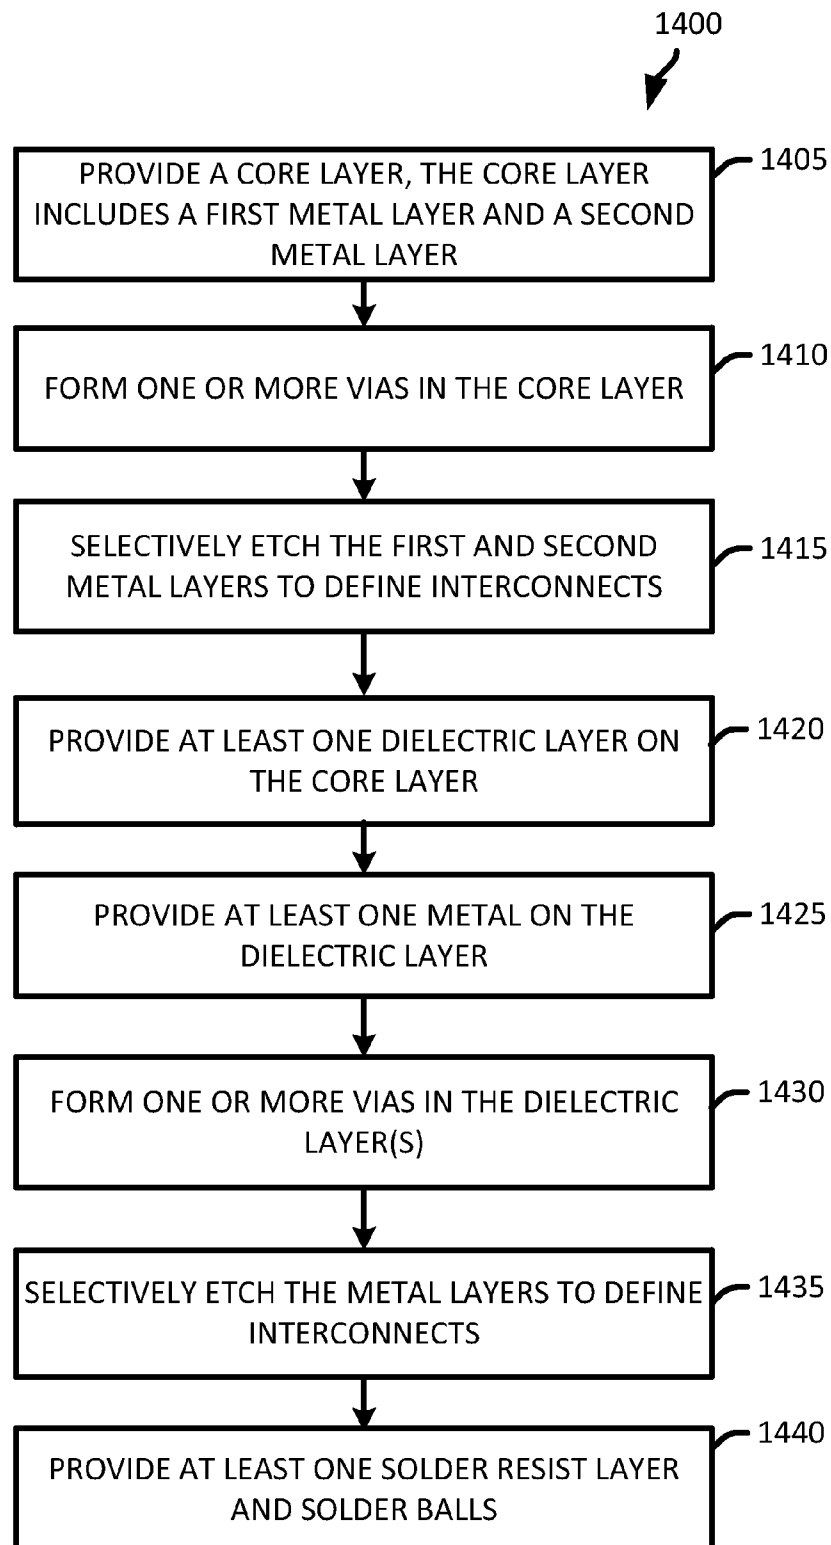 1400
PROVIDE A CORE LAYER, THE CORE LAYER
INCLUDES A FIRST METAL LAYER AND A SECOND
METAL LAYER
1405
FORM ONE OR MORE VIAS IN THE CORE LAYER
1410
SELECTIVELY ETCH THE FIRST AND SECOND
METAL LAYERS TO DEFINE INTERCONNECTS
1415
PROVIDE AT LEAST ONE DIELECTRIC LAYER ON
THE CORE LAYER
1420
PROVIDE AT LEAST ONE METAL ON THE
DIELECTRIC LAYER
1425
FORM ONE OR MORE VIAS IN THE DIELECTRIC
LAYER(S)
1430
SELECTIVELY ETCH THE METAL LAYERS TO DEFINE
INTERCONNECTS
1435
PROVIDE AT LEAST ONE SOLDER RESIST LAYER
AND SOLDER BALLS
1440